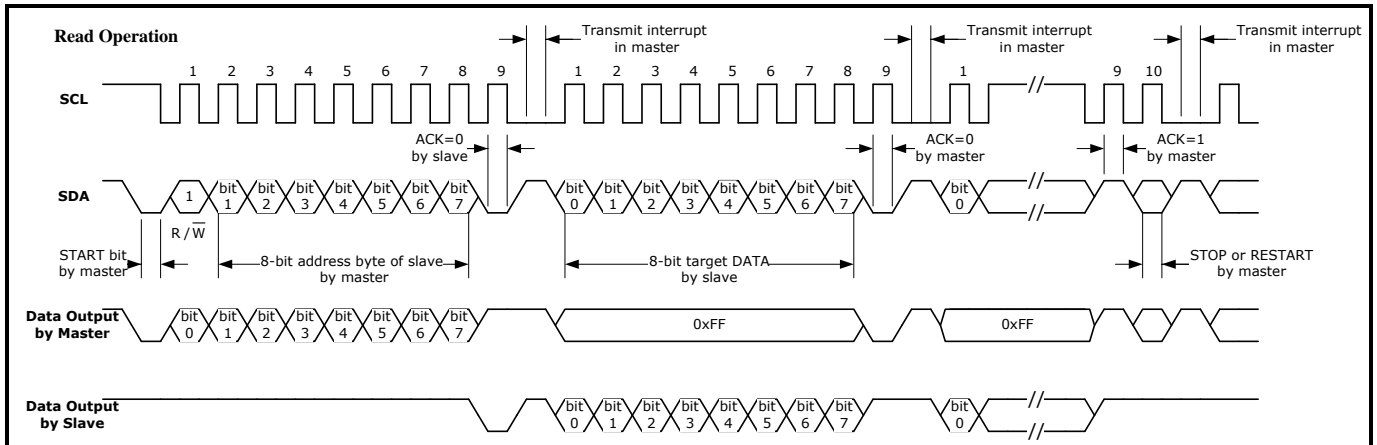 Read Operation
Transmit interrupt
in master
Transmit interrupt
in master
Transmit interrupt
in master
1 2 3 4 5 6 7 8 9 1 2 3 4 5 6 7 8 9 1 9 10
SCL
//
ACK=0
by slave
ACK=0
by master
ACK=1
by master
SDA
1
bit bit bit bit bit bit bit bit bit bit bit bit bit bit bit bit
1 2 3 4 5 6 7 0 1 2 3 4 5 6 7 0
//
//
R / W̅
START bit
by master
8-bit address byte of slave
by master
8-bit target DATA
by slave
STOP or RESTART
by master
Data Output
by Master
bit bit bit bit bit bit bit bit
0 1 2 3 4 5 6 7
0xFF
0xFF
Data Output
by Slave
bit bit bit bit bit bit bit bit bit
0 1 2 3 4 5 6 7 0
//
//